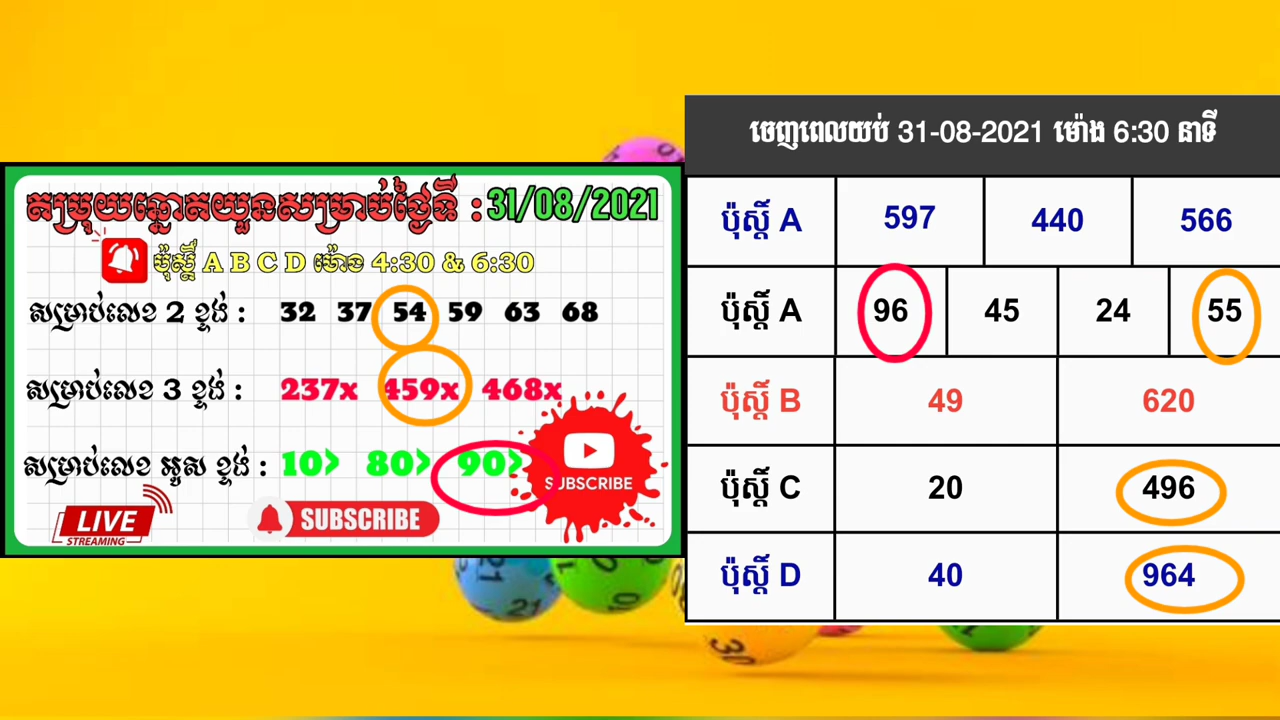 តម្រុយឆ្នោតយួនសម្រាប់ថ្ងៃទី : 31/08/2021
ប៉ុស្តិ៍ A B C D ម៉ោង 4:30 & 6:30
សម្រាប់លេខ 2 ខ្ទង់ : 32 37 54 59 63 68
សម្រាប់លេខ 3 ខ្ទង់ : 237x 459x 468x
សម្រាប់លេខ អូស ខ្ទង់ : 10> 80> 90>
SUBSCRIBE
LIVE
STREAMING
SUBSCRIBE
ចេញពេលយប់ 31-08-2021 ម៉ោង 6:30 នាទី
ប៉ុស្តិ៍ A 597 440 566
ប៉ុស្តិ៍ A 96 45 24 55
ប៉ុស្តិ៍ B 49 620
ប៉ុស្តិ៍ C 20 496
ប៉ុស្តិ៍ D 40 964
21
21
10
30